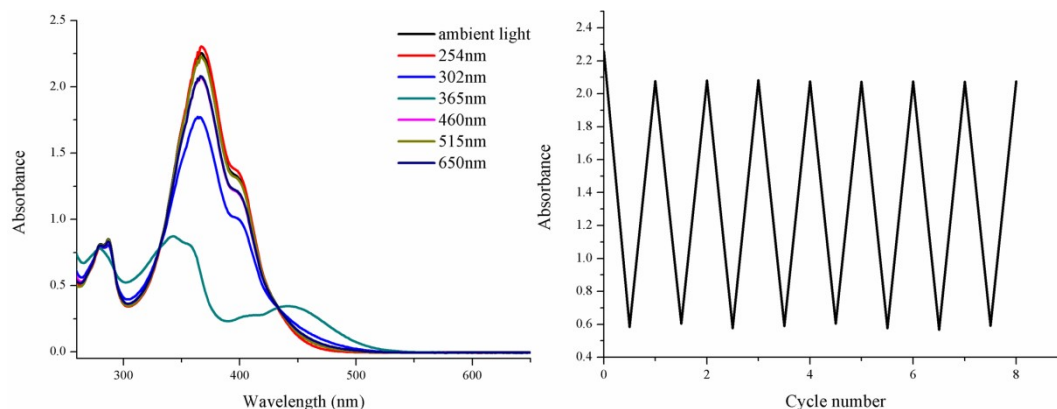 2.5
2.0
1.5
1.0
0.5
0.0
Absorbance
300
400
500
600
Wavelength (nm)
ambient light
254nm
302nm
365nm
460nm
515nm
650nm
2.6
2.4
2.2
2.0
1.8
1.6
1.4
1.2
1.0
0.8
0.6
0.4
Absorbance
0
2
4
6
8
Cycle number